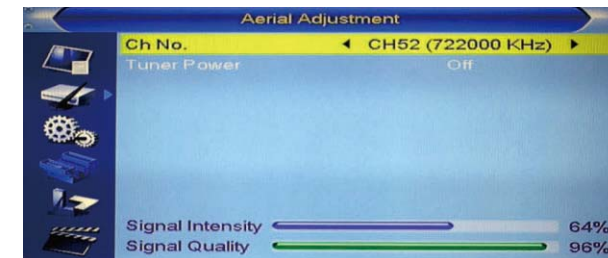 Aerial Adjustment
Ch No. ◄ CH52 (722000 KHz) ►
Tuner Power Off
Signal Intensity 64%
Signal Quality 96%